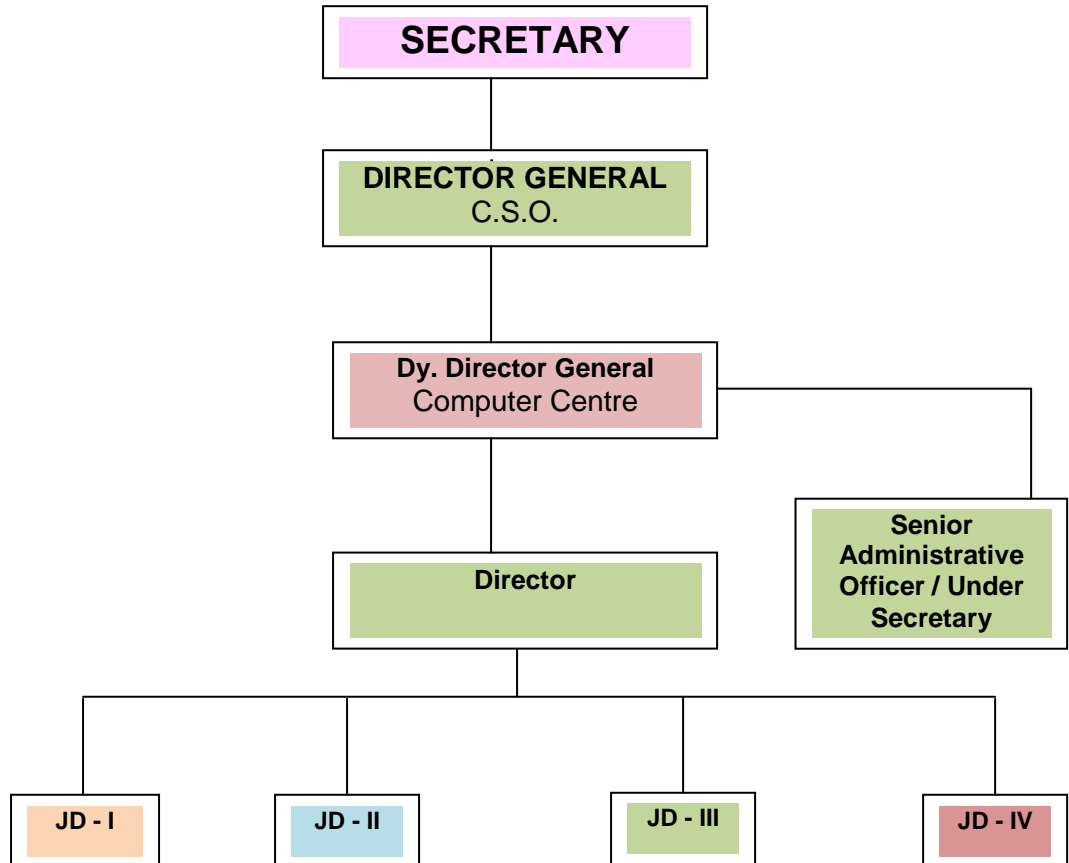 SECRETARY
DIRECTOR GENERAL
C.S.O.
Dy. Director General
Computer Centre
Senior
Administrative
Officer / Under
Secretary
Director
JD - I
JD - II
JD - III
JD - IV